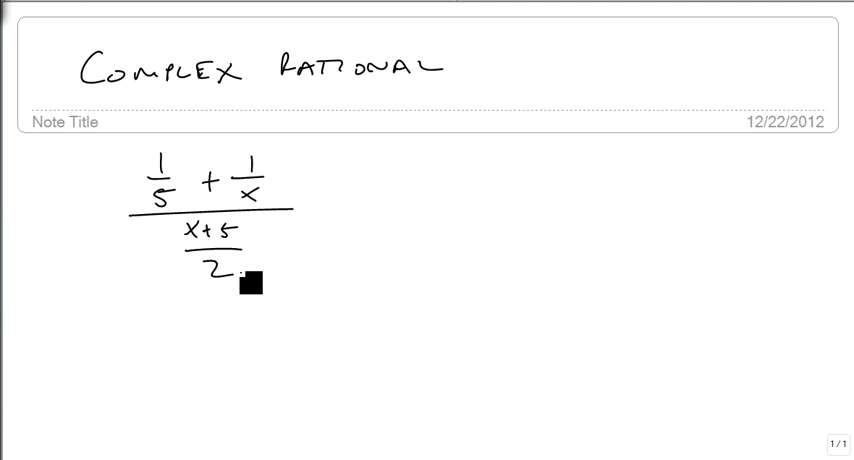 COMPLEX RATIONAL
Note Title
12/22/2012
1/5 + 1/x
x+5
2
1 / 1